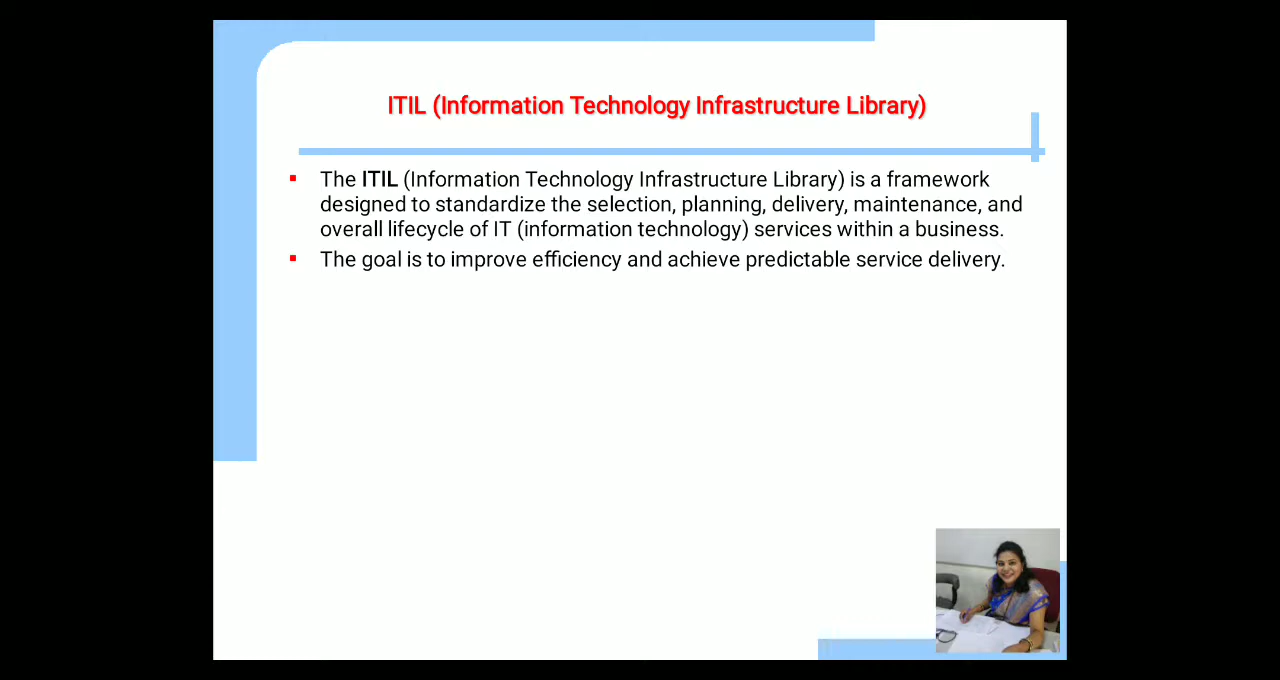 ITIL (Information Technology Infrastructure Library)
The ITIL (Information Technology Infrastructure Library) is a framework
designed to standardize the selection, planning, delivery, maintenance, and
overall lifecycle of IT (information technology) services within a business.
The goal is to improve efficiency and achieve predictable service delivery.